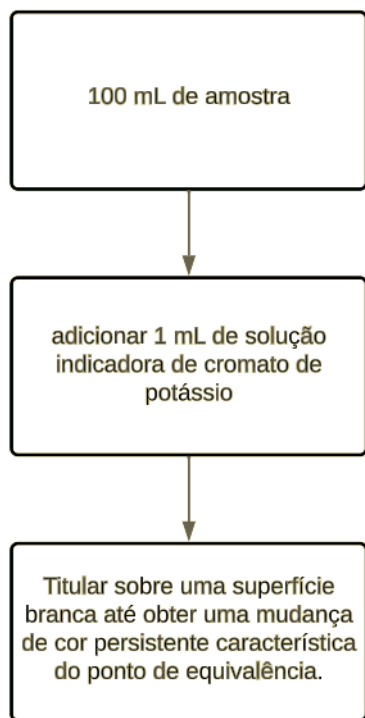 100 mL de amostra
adicionar 1 mL de solução
indicadora de cromato de
potássio
Titular sobre uma superfície
branca até obter uma mudança
de cor persistente característica
do ponto de equivalência.